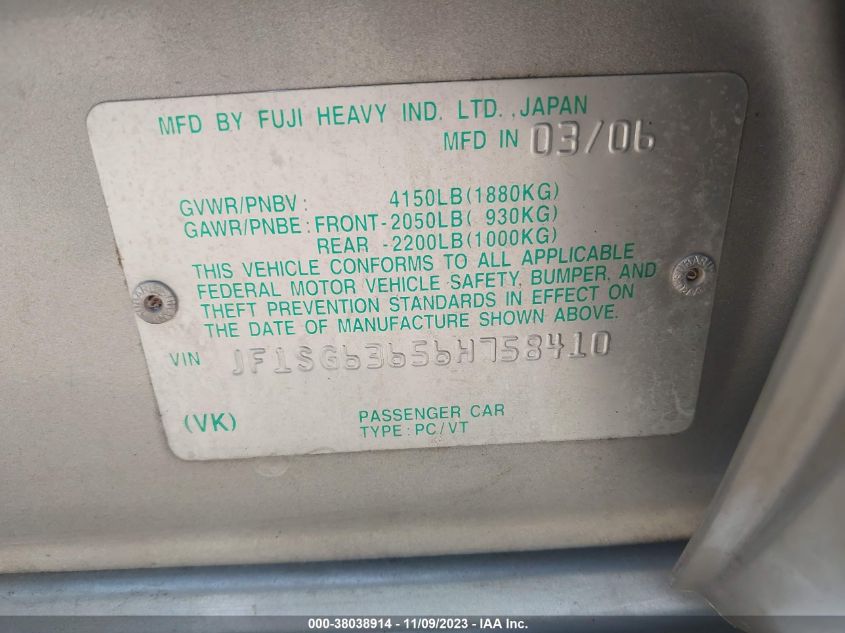 MFD BY FUJI HEAVY IND. LTD., JAPAN
MFD IN 03/06
GVWR/PNBV: 4150LB(1880KG)
GAWR/PNBE: FRONT-2050LB( 930KG)
REAR -2200LB(1000KG)
THIS VEHICLE CONFORMS TO ALL APPLICABLE
FEDERAL MOTOR VEHICLE SAFETY, BUMPER, AND
THEFT PREVENTION STANDARDS IN EFFECT ON
THE DATE OF MANUFACTURE SHOWN ABOVE.
VIN JF1SG63656H758410
(VK)
PASSENGER CAR
TYPE: PC/VT
000-38038914 - 11/09/2023 - IAA Inc.